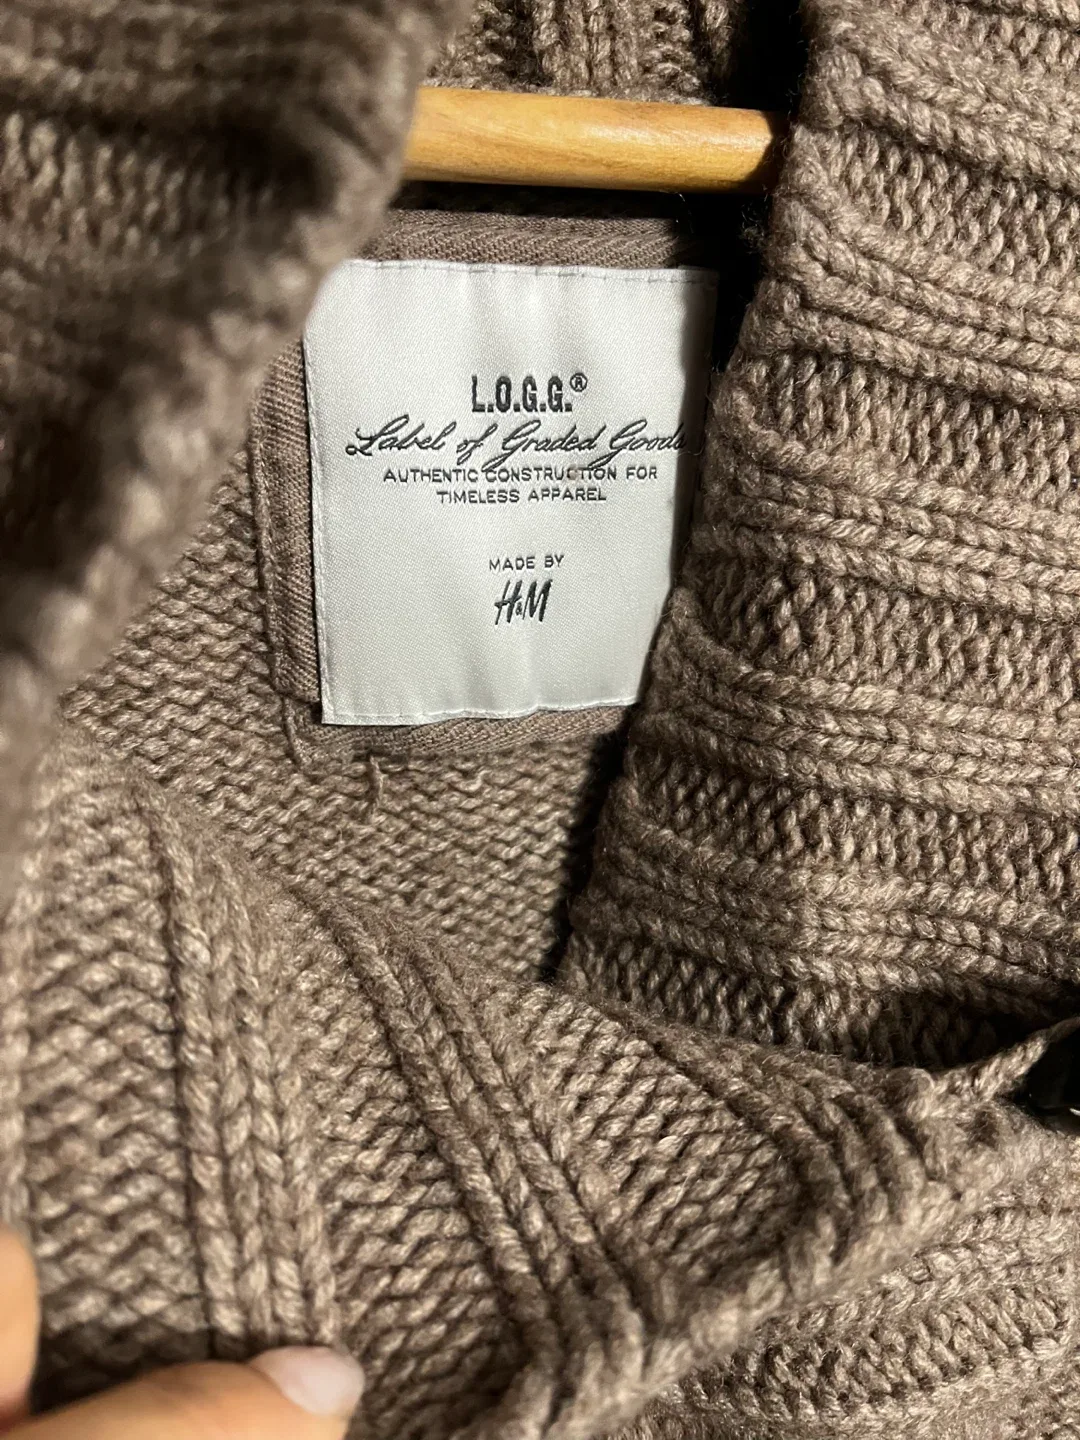 L.O.G.G.®
Label of Graded Goods
AUTHENTIC CONSTRUCTION FOR
TIMELESS APPAREL
MADE BY
H&M